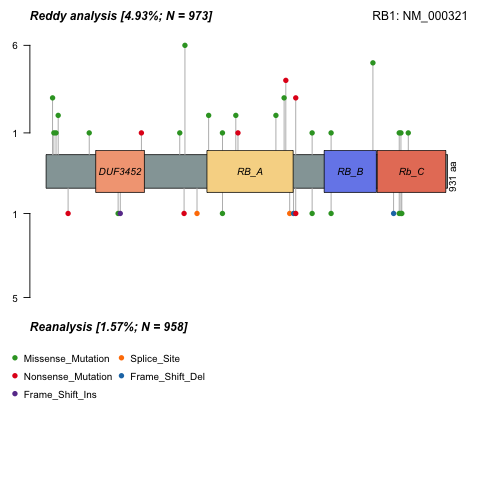 Reddy analysis [4.93%; N = 973]
RB1: NM_000321
6
1
DUF3452
RB_A
RB_B
Rb_C
931 aa
1
5
Reanalysis [1.57%; N = 958]
Missense_Mutation
Splice_Site
Nonsense_Mutation
Frame_Shift_Del
Frame_Shift_Ins